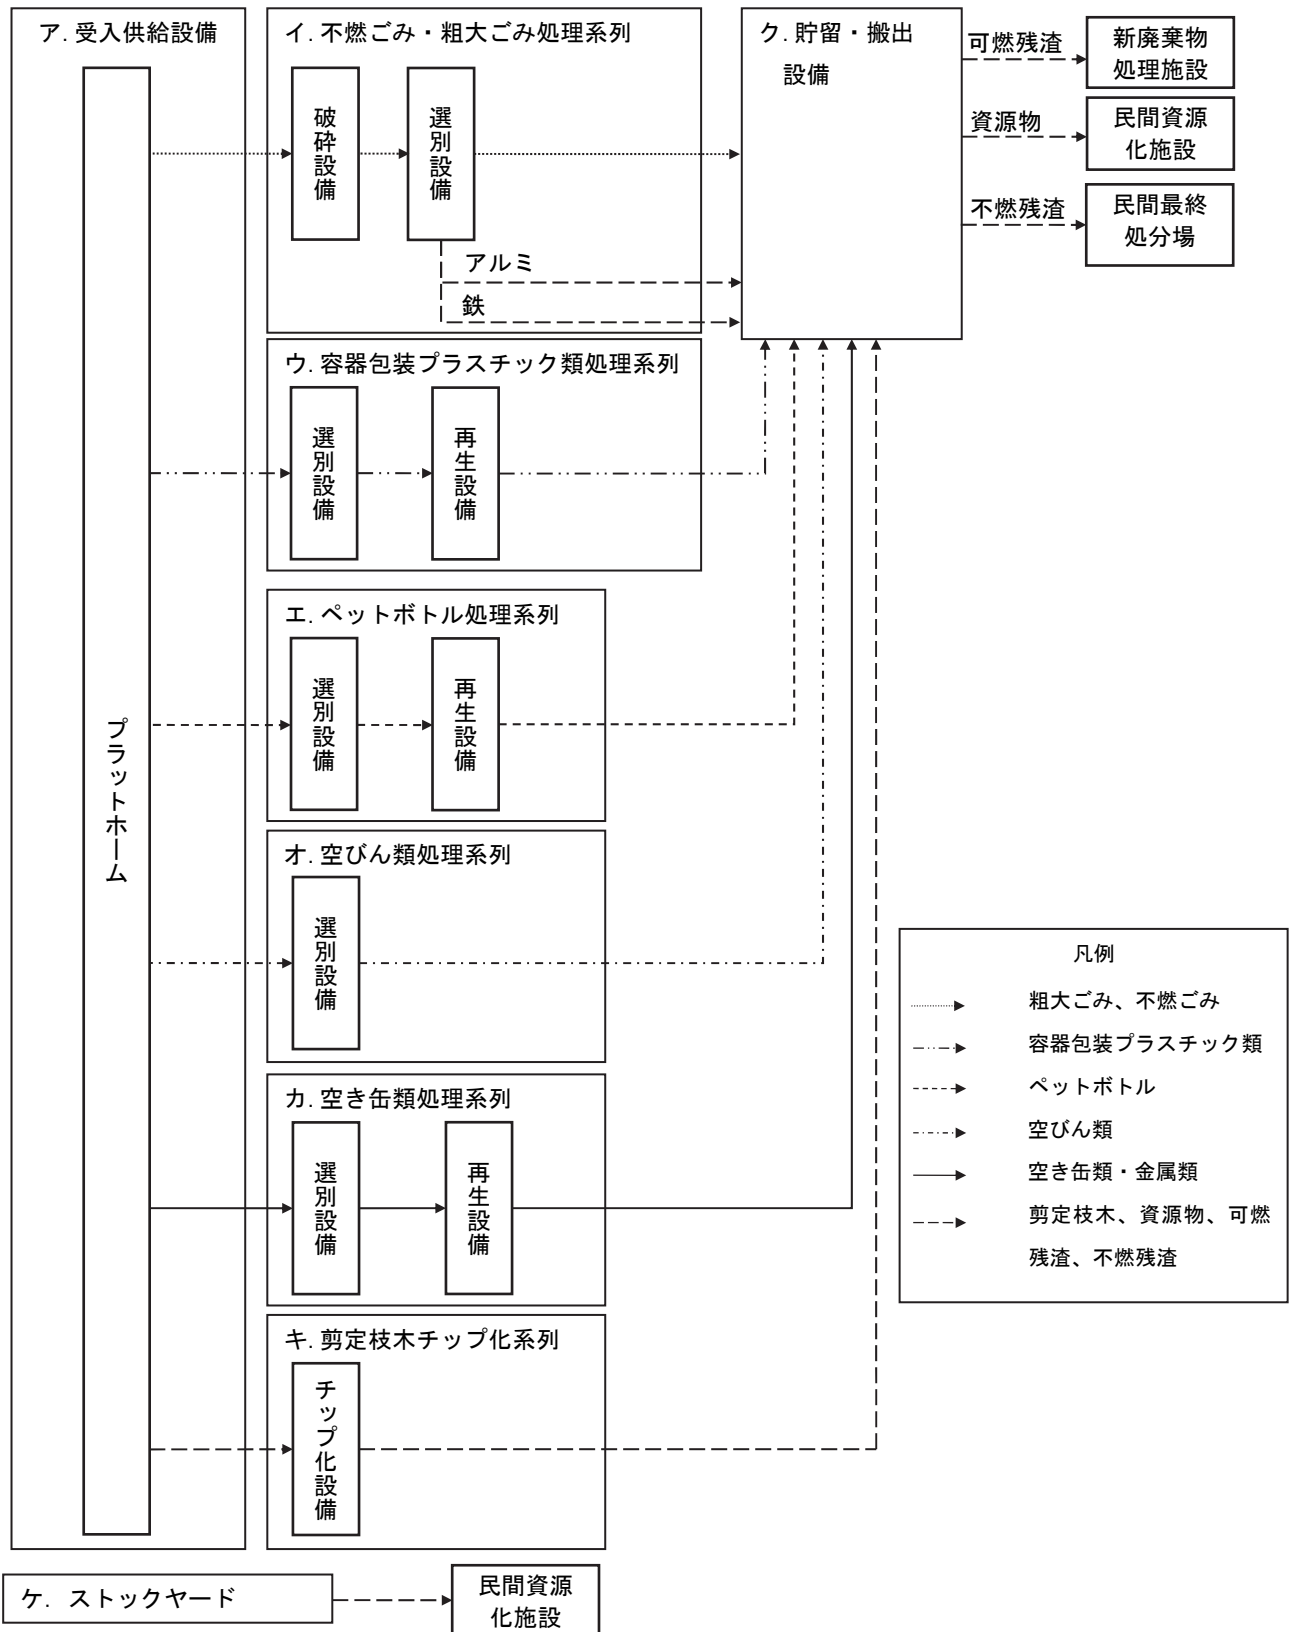 ア. 受入供給設備
プラットホーム
イ. 不燃ごみ・粗大ごみ処理系列
破砕設備
選別設備
アルミ
鉄
ウ. 容器包装プラスチック類処理系列
選別設備
再生設備
エ. ペットボトル処理系列
選別設備
再生設備
オ. 空びん類処理系列
選別設備
カ. 空き缶類処理系列
選別設備
再生設備
キ. 剪定枝木チップ化系列
チップ化設備
ク. 貯留・搬出
設備
可燃残渣
新廃棄物
処理施設
資源物
民間資源
化施設
不燃残渣
民間最終
処分場
凡例
粗大ごみ、不燃ごみ
容器包装プラスチック類
ペットボトル
空びん類
空き缶類・金属類
剪定枝木、資源物、可燃
残渣、不燃残渣
ケ. ストックヤード
民間資源
化施設